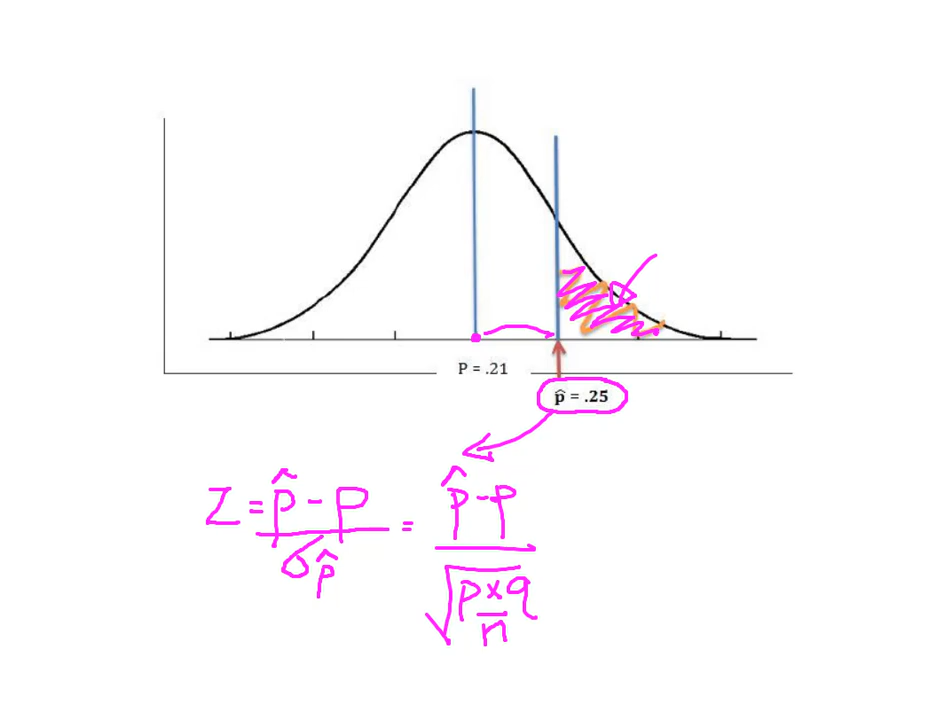 P = .21
p̂ = .25
Z = p̂ - p / σp̂ = p̂ - p / √(p x q / n)